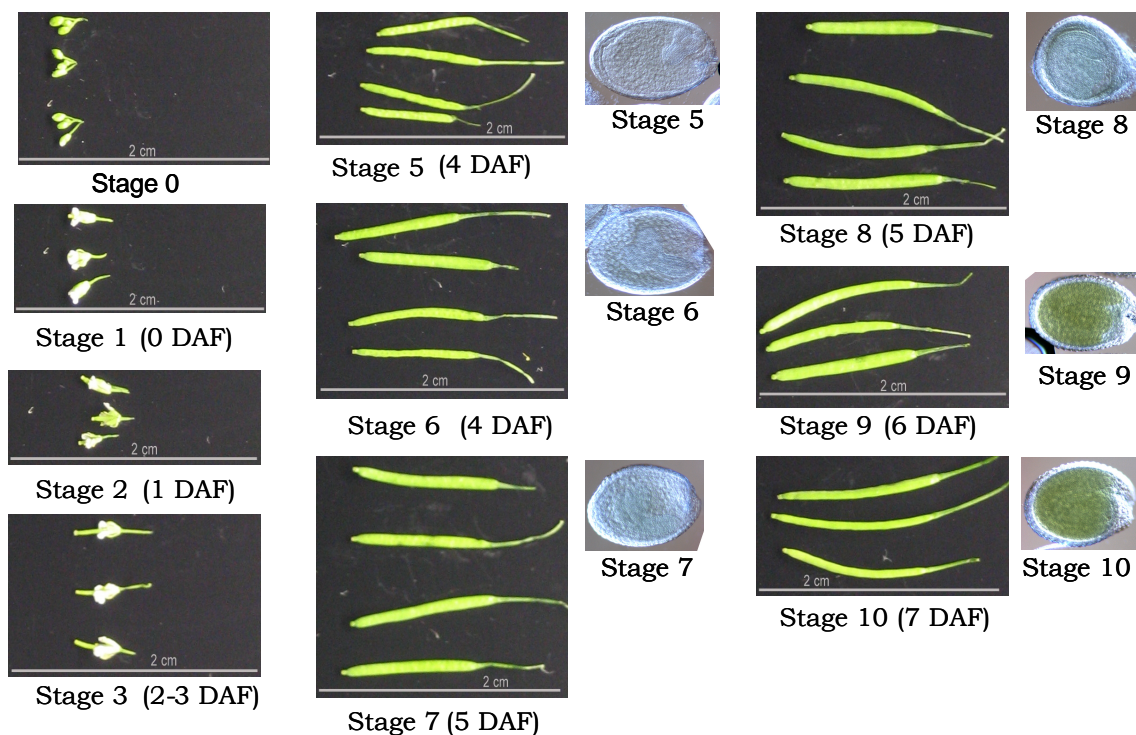 2 cm
Stage 0
2 cm
Stage 1 (0 DAF)
2 cm
Stage 2 (1 DAF)
2 cm
Stage 3 (2-3 DAF)
2 cm
Stage 5 (4 DAF)
Stage 5
2 cm
Stage 6 (4 DAF)
Stage 6
2 cm
Stage 7 (5 DAF)
Stage 7
2 cm
Stage 8 (5 DAF)
Stage 8
2 cm
Stage 9 (6 DAF)
Stage 9
2 cm
Stage 10 (7 DAF)
Stage 10